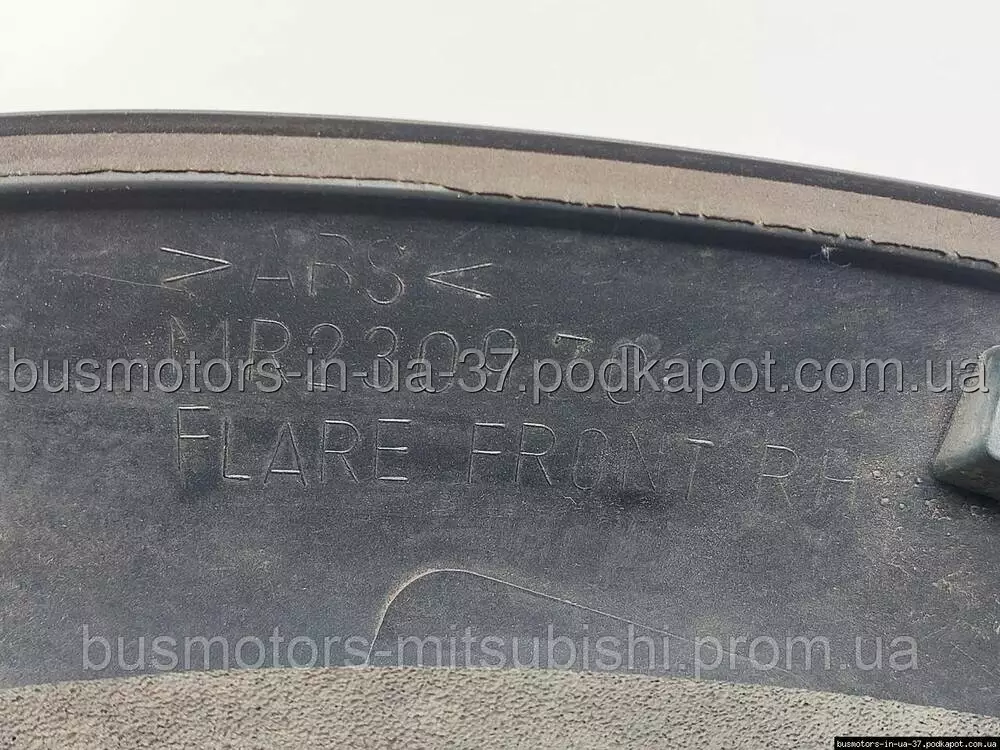 >ABS<
MR230978
busmotors-in-ua-37.podkapot.com.ua
FLARE FRONT RH
busmotors-mitsubishi.prom.ua
busmotors-in-ua-37.podkapot.com.ua